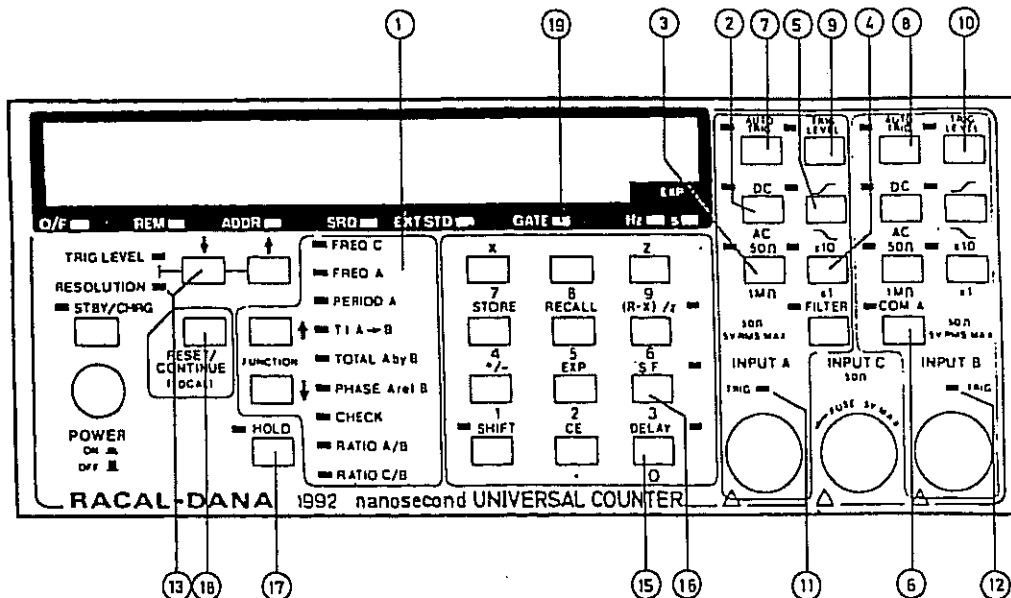 3 1 19 2 7 5 9 4 8 10
AUTO TRIG TRIG LEVEL AUTO TRIG TRIG LEVEL
EXP
O/F REM ADDR SRQ EXT STD GATE Hz s
DC DC
AC AC
TRIG LEVEL
RESOLUTION
STBY/CHRG
RESET/
CONTINUE
(LOCAL)
POWER
ON
OFF
FUNCTION
HOLD
FREQ C
FREQ A
PERIOD A
T I A→B
TOTAL A by B
PHASE A rel B
CHECK
RATIO A/B
RATIO C/B
X Z
7 8 9
STORE RECALL (R-X)/Z
4 5 6
+/- EXP S F
1 2 3
SHIFT CE DELAY
. 0
50Ω x10 50Ω x10
1MΩ x1 1MΩ x1
FILTER COM A
50Ω
5V RMS MAX
50Ω
5V RMS MAX
INPUT A INPUT C INPUT B
50Ω
TRIG TRIG
FUSE 5V MAX
RACAL-DANA 1992 nanosecond UNIVERSAL COUNTER
13 18 17 15 16 11 6 12